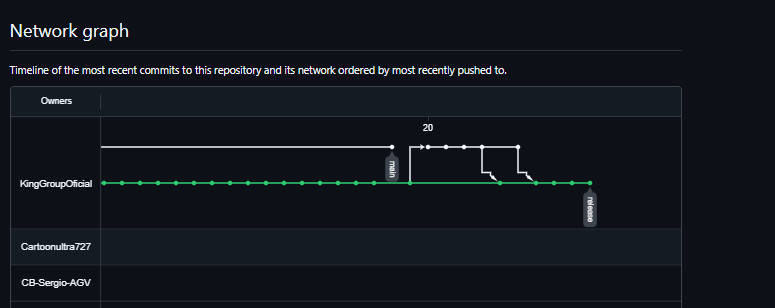 Network graph
Timeline of the most recent commits to this repository and its network ordered by most recently pushed to.
Owners
20
main
KingGroupOficial
release
Cartoonultra727
CB-Sergio-AGV